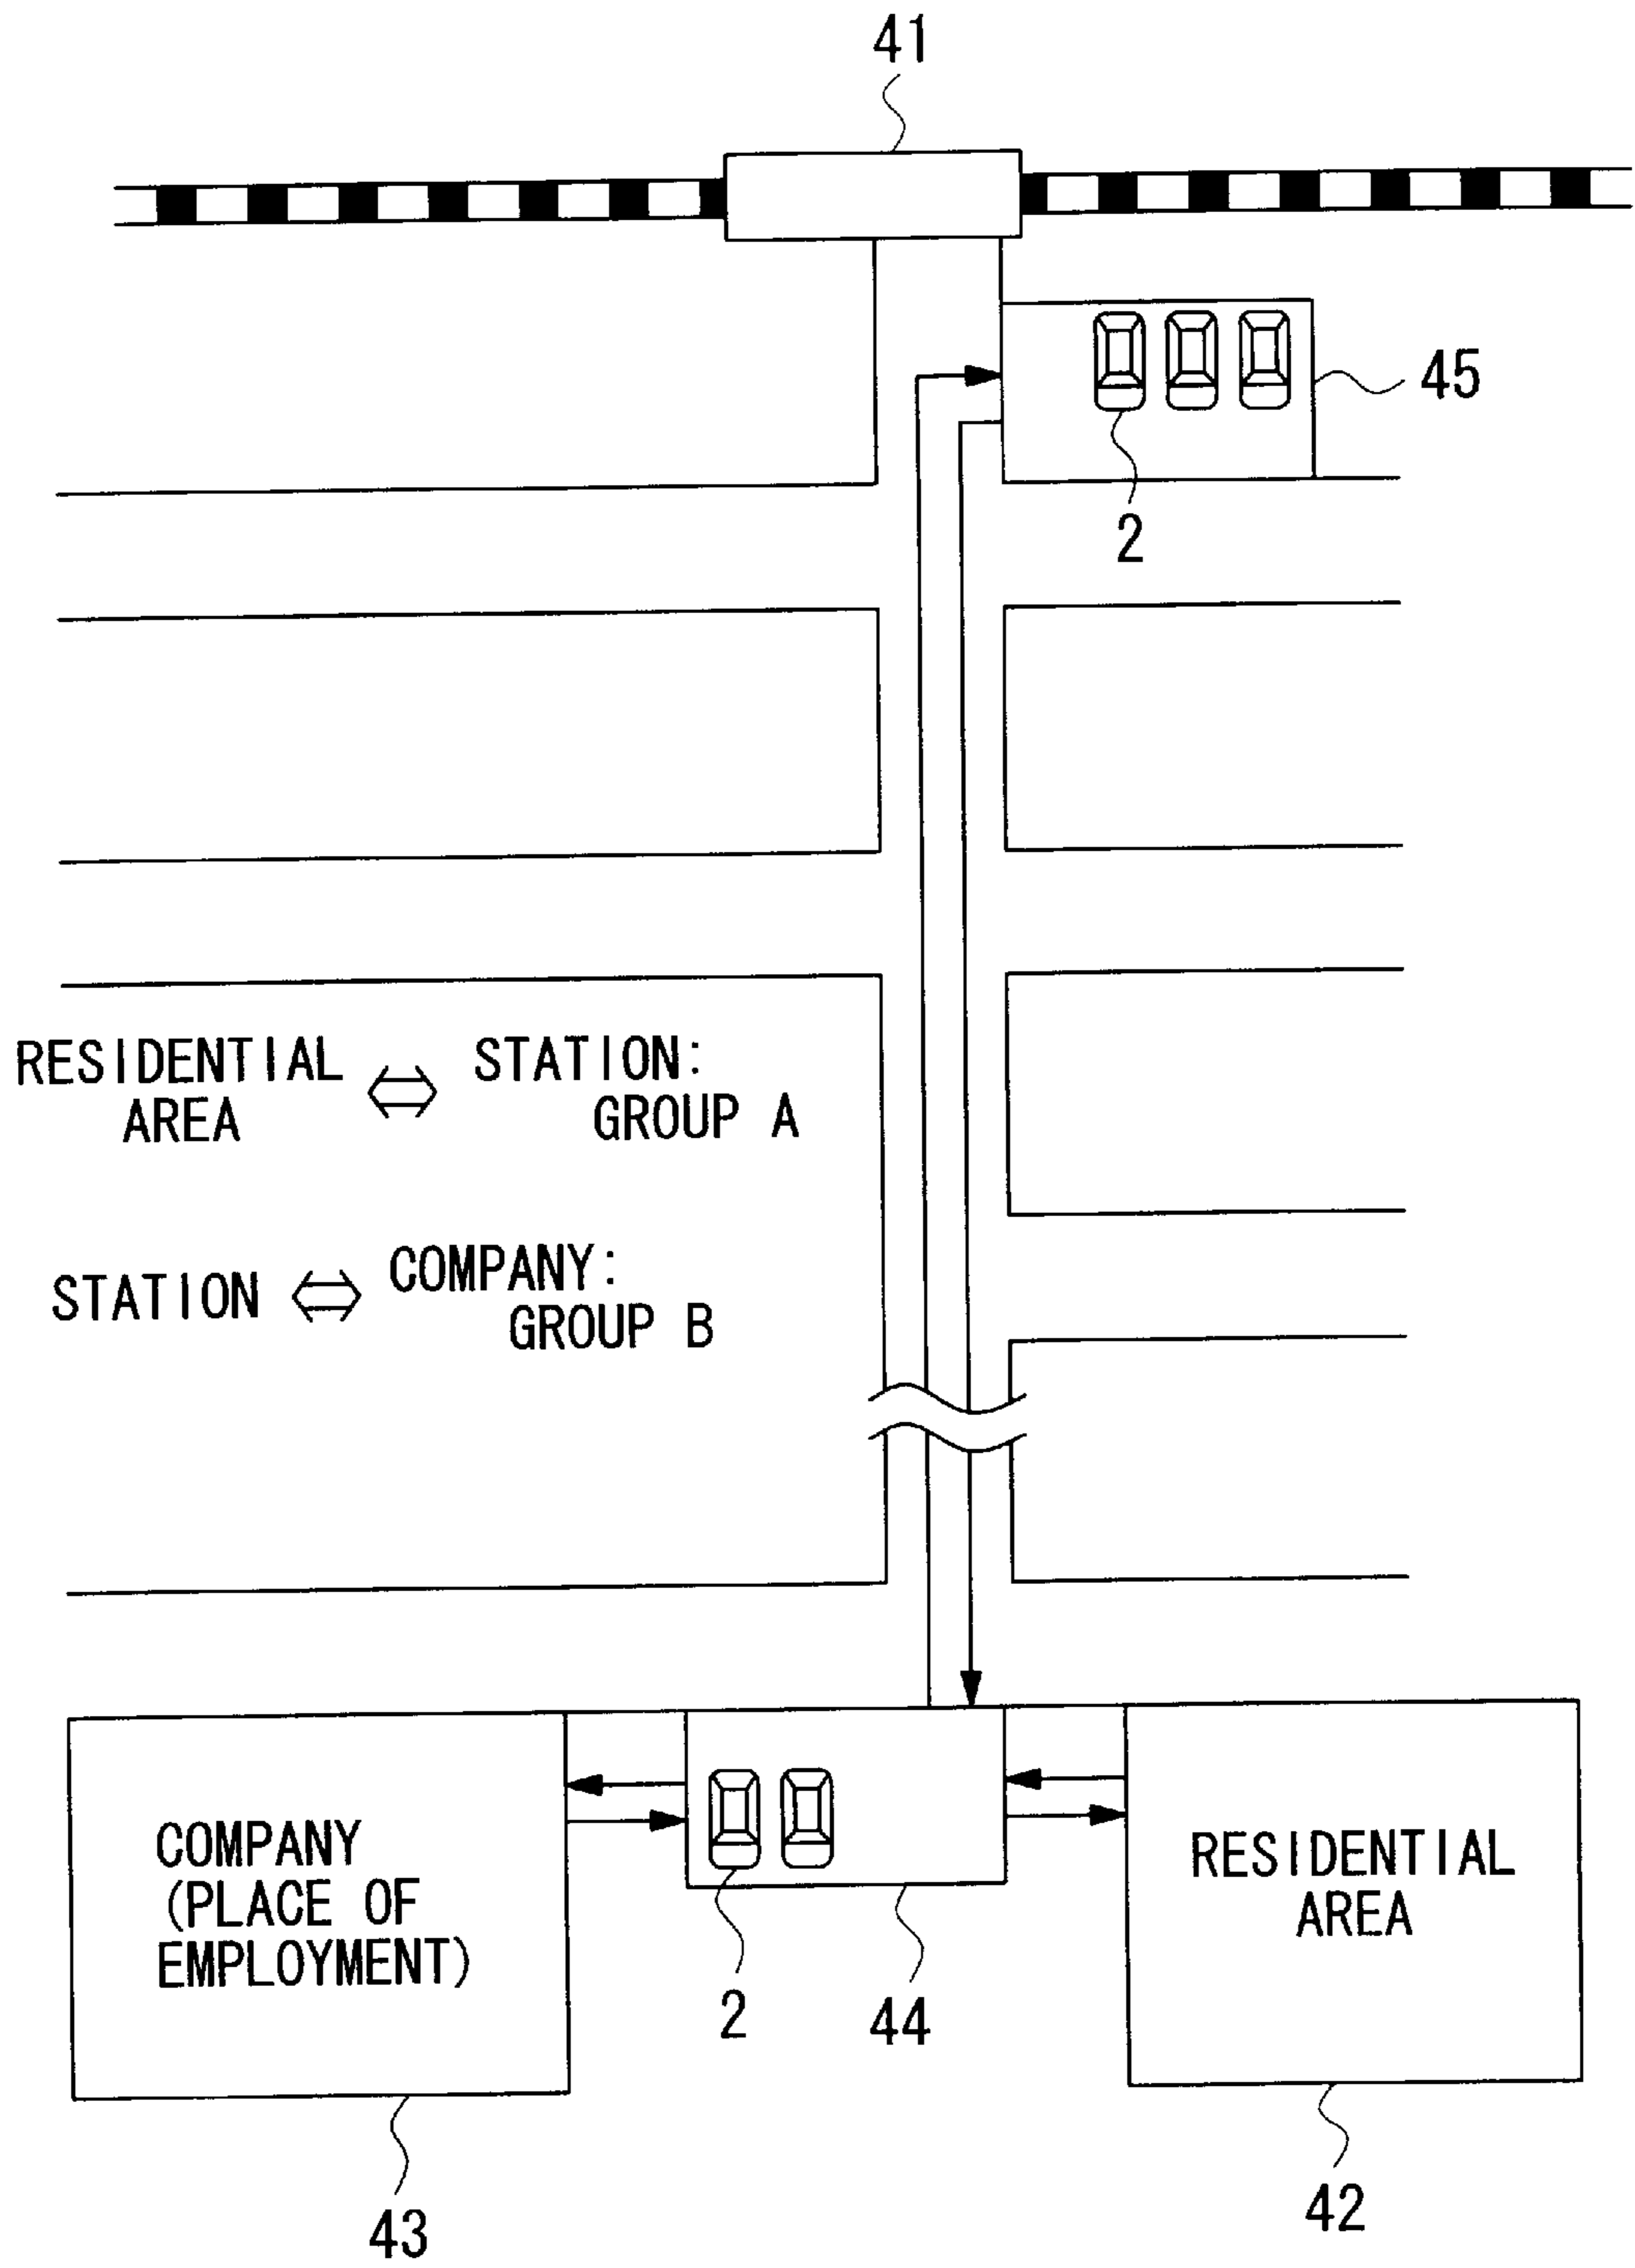 41
45
2
RESIDENTIAL AREA ⇔ STATION:
GROUP A
STATION ⇔ COMPANY:
GROUP B
COMPANY
(PLACE OF
EMPLOYMENT)
RESIDENTIAL
AREA
2
44
43
42